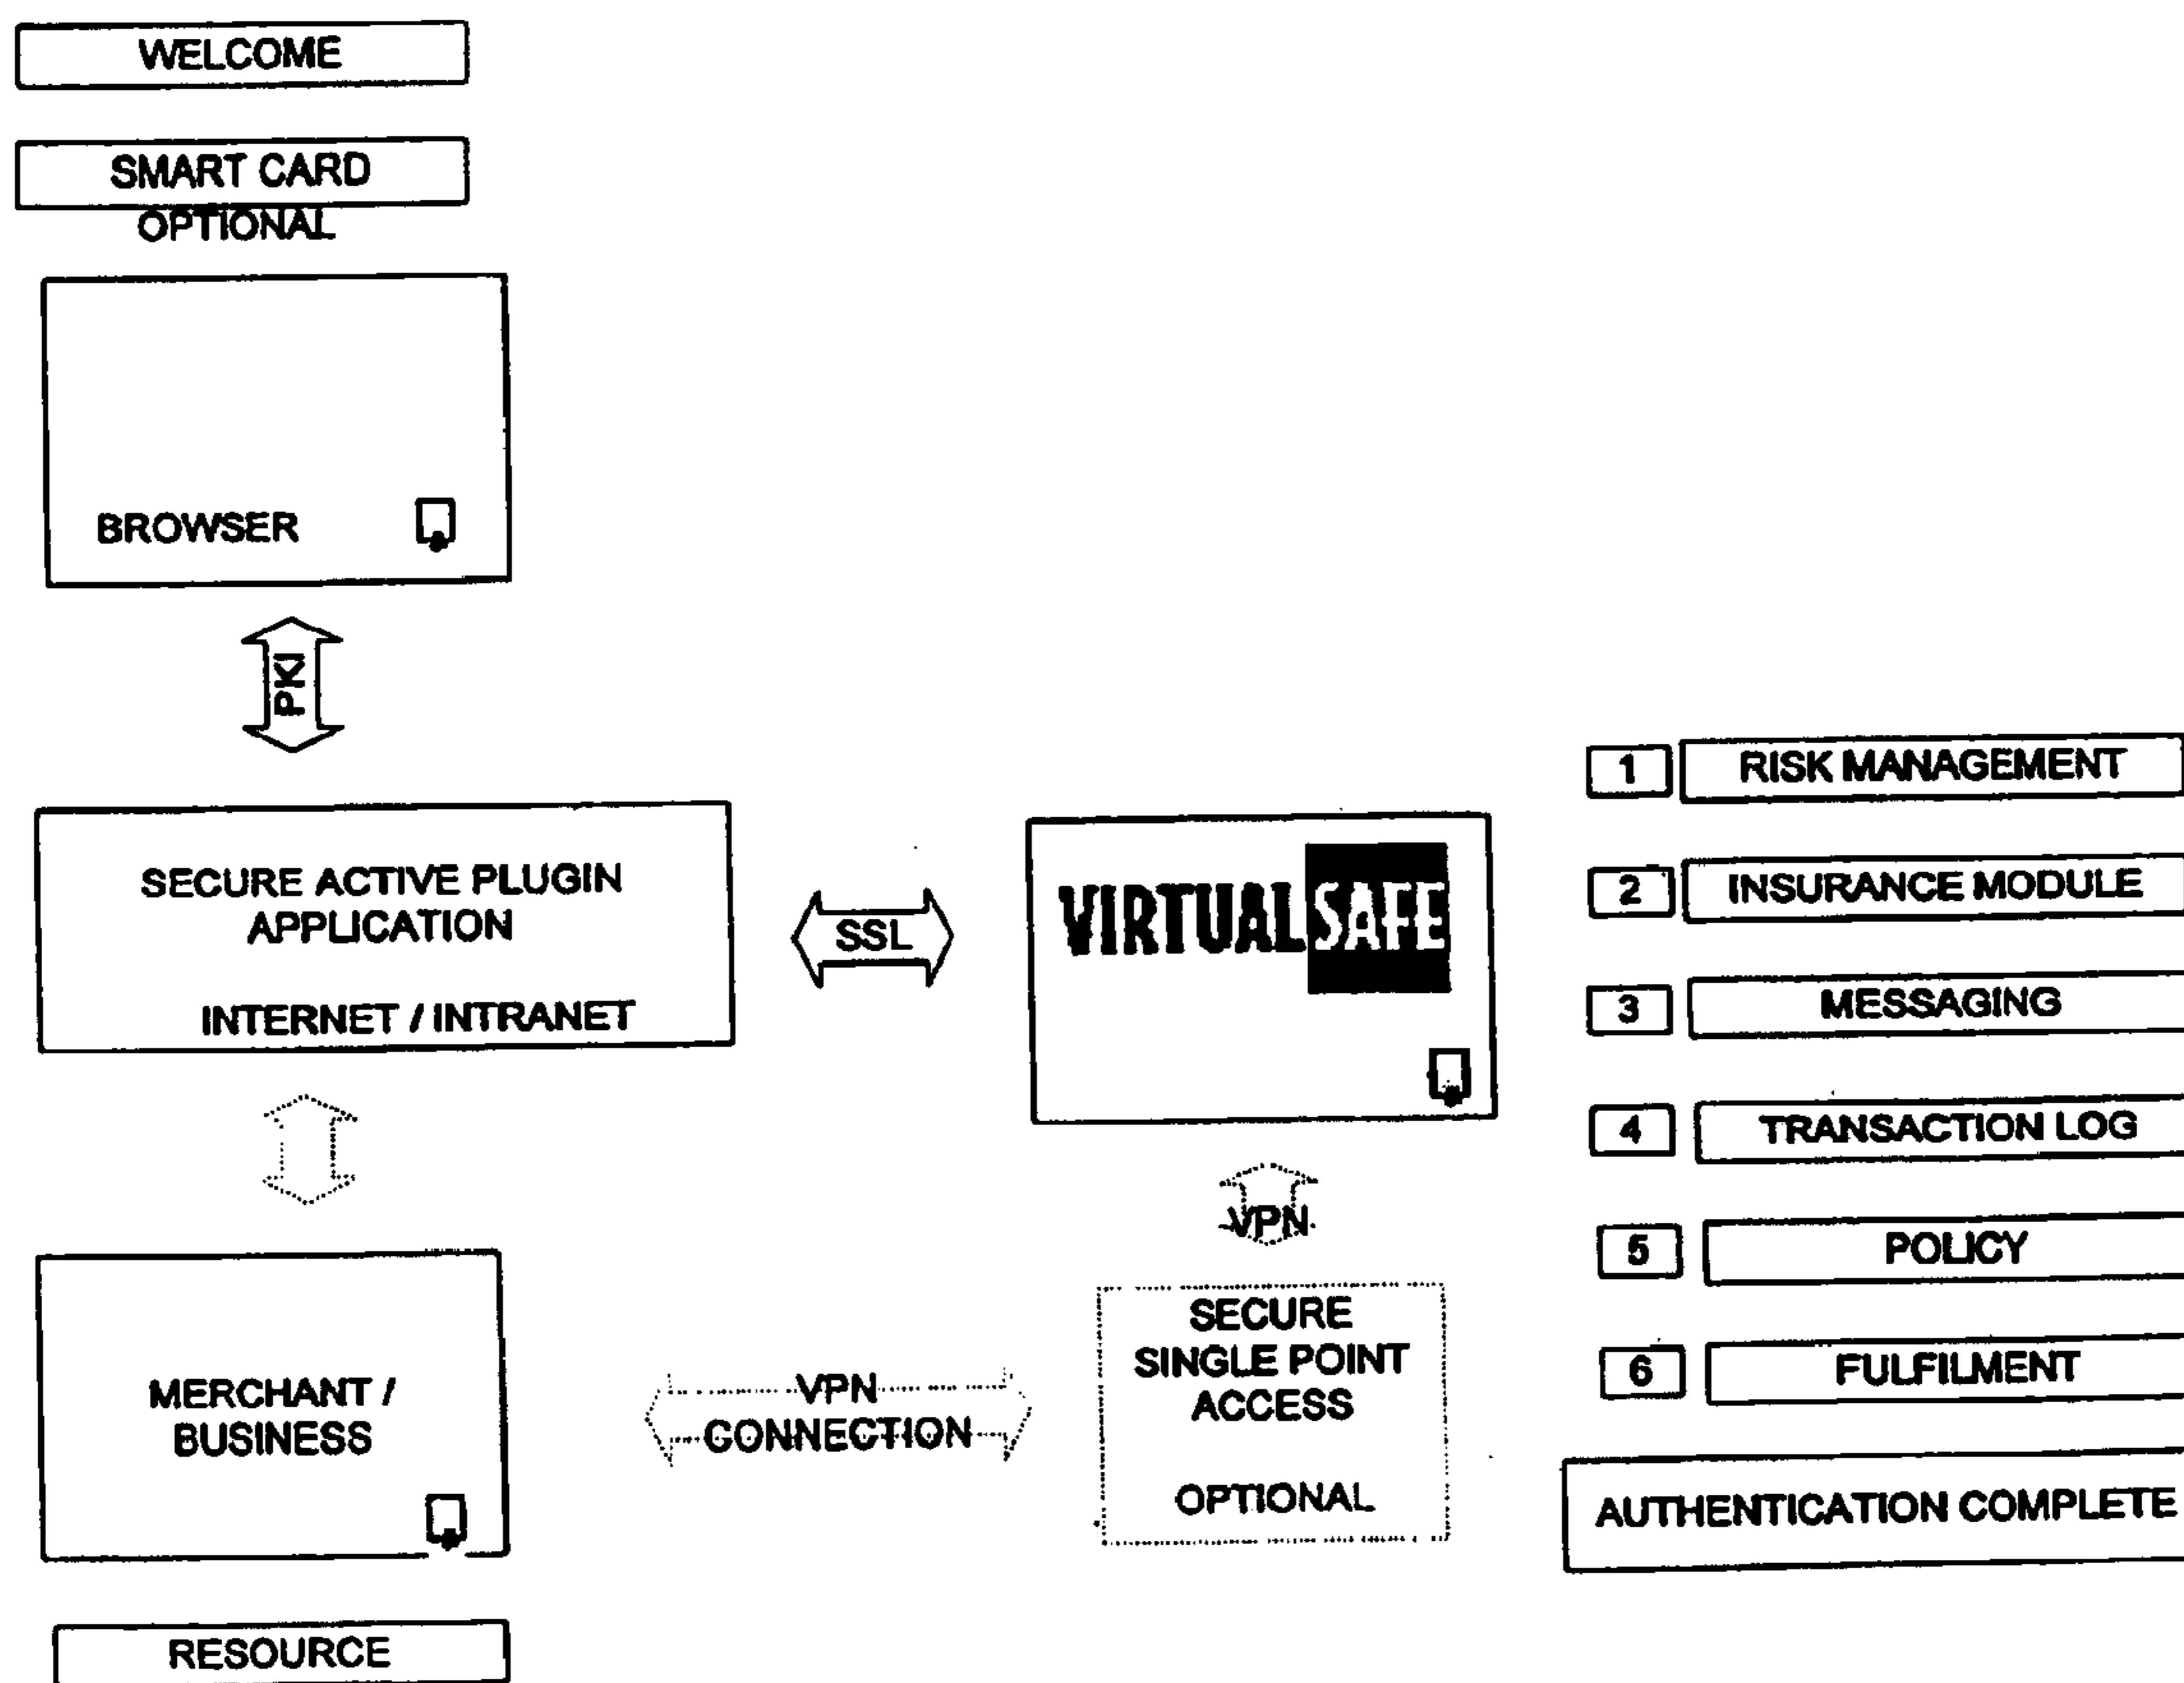 WELCOME
SMART CARD
OPTIONAL
BROWSER
PKI
SECURE ACTIVE PLUGIN
APPLICATION
INTERNET / INTRANET
SSL
VIRTUALSAFE
VPN
MERCHANT /
BUSINESS
VPN
CONNECTION
SECURE
SINGLE POINT
ACCESS
OPTIONAL
RESOURCE
1 RISK MANAGEMENT
2 INSURANCE MODULE
3 MESSAGING
4 TRANSACTION LOG
5 POLICY
6 FULFILMENT
AUTHENTICATION COMPLETE